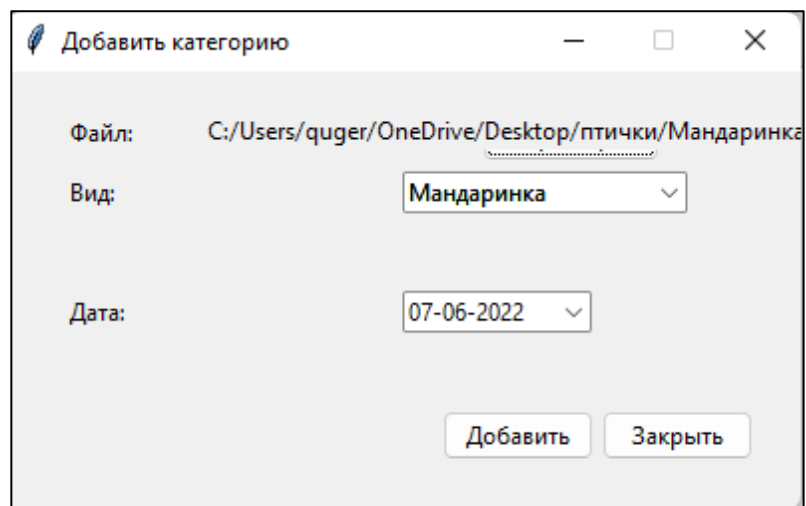 Добавить категорию
Файл: C:/Users/quger/OneDrive/Desktop/птички/Мандаринка
Вид: Мандаринка
Дата: 07-06-2022
Добавить Закрыть